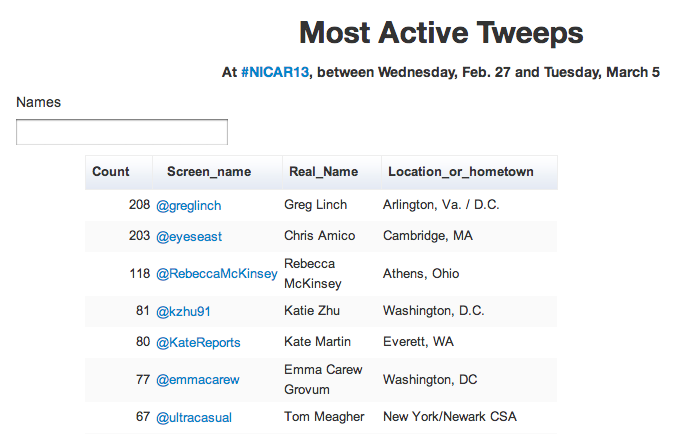 Most Active Tweeps
At #NICAR13, between Wednesday, Feb. 27 and Tuesday, March 5
Names
Count Screen_name Real_Name Location_or_hometown
208 @greglinch Greg Linch Arlington, Va. / D.C.
203 @eyeseast Chris Amico Cambridge, MA
118 @RebeccaMcKinsey Rebecca McKinsey Athens, Ohio
81 @kzhu91 Katie Zhu Washington, D.C.
80 @KateReports Kate Martin Everett, WA
77 @emmacarew Emma Carew Grovum Washington, DC
67 @ultracasual Tom Meagher New York/Newark CSA